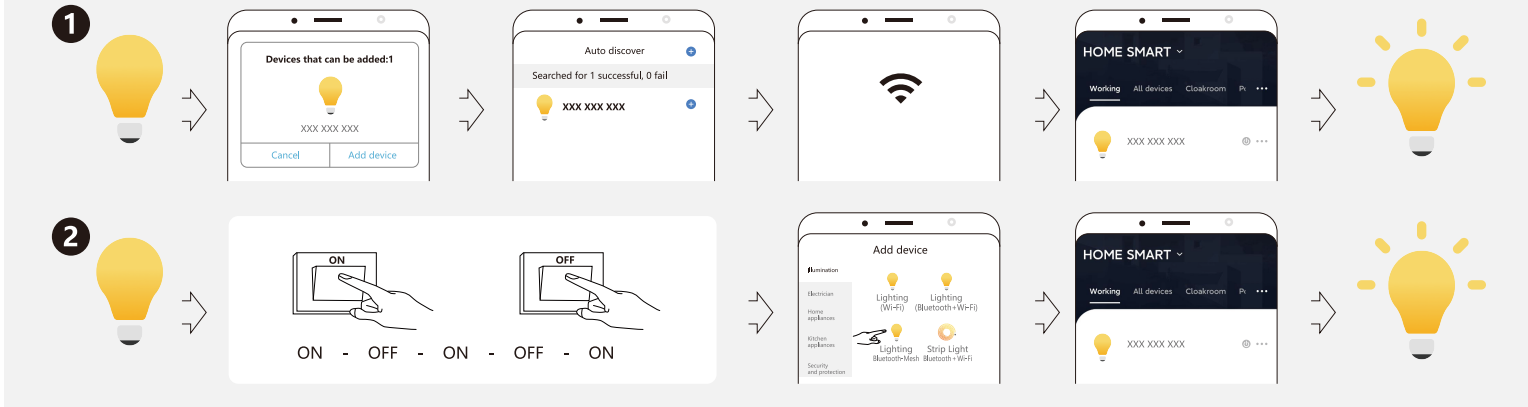 1
Devices that can be added:1
XXX XXX XXX
Cancel
Add device
Auto discover
Searched for 1 successful, 0 fail
XXX XXX XXX
HOME SMART
Working All devices Cloakroom
XXX XXX XXX
2
ON
OFF
ON - OFF - ON - OFF - ON
Add device
Illumination
Electrician
Home
appliances
Kitchen
appliances
Security
and protection
Lighting
(Wi-Fi)
Lighting
(Bluetooth+Wi-Fi)
Lighting
Bluetooth-Mesh
Strip Light
Bluetooth+Wi-Fi
HOME SMART
Working All devices Cloakroom
XXX XXX XXX